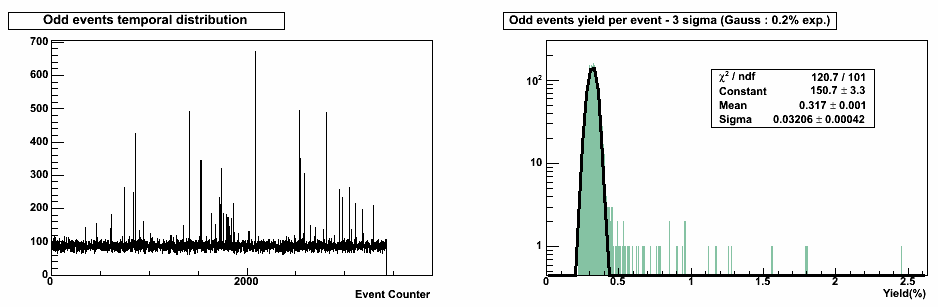 Odd events temporal distribution
700
600
500
400
300
200
100
0
0
2000
Event Counter
Odd events yield per event - 3 sigma (Gauss : 0.2% exp.)
χ² / ndf 120.7 / 101
Constant 150.7 ± 3.3
Mean 0.317 ± 0.001
Sigma 0.03206 ± 0.00042
10²
10
1
0
0.5
1
1.5
2
2.5
Yield(%)